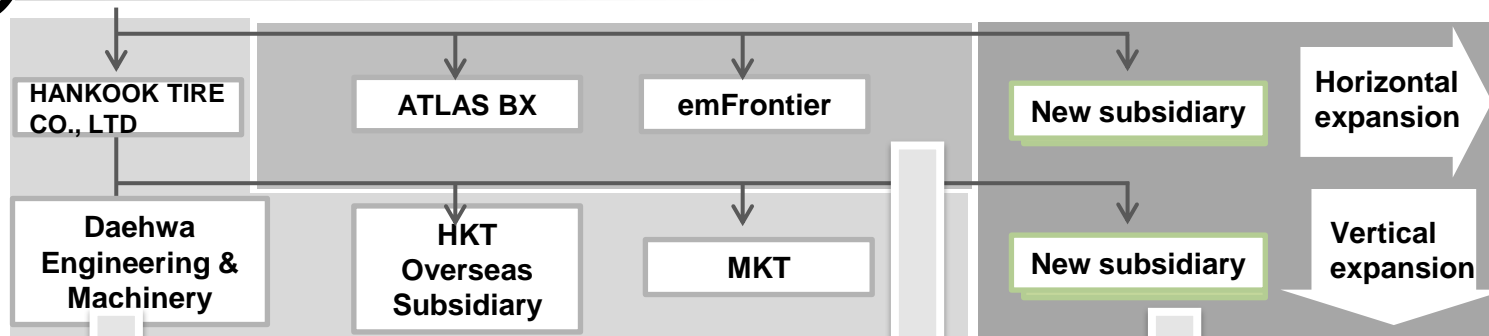 HANKOOK TIRE
CO., LTD
ATLAS BX
emFrontier
New subsidiary
Horizontal
expansion
Daehwa
Engineering &
Machinery
HKT
Overseas
Subsidiary
MKT
New subsidiary
Vertical
expansion